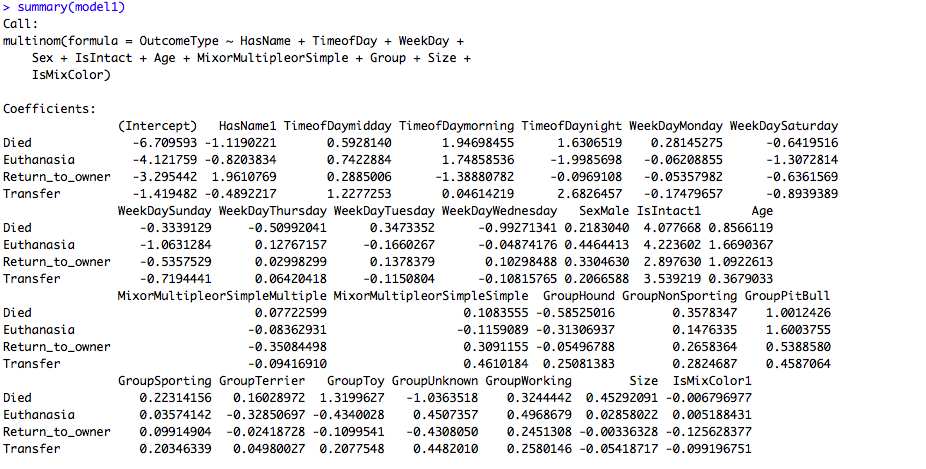 > summary(model1)
Call:
multinom(formula = OutcomeType ~ HasName + TimeofDay + WeekDay +
    Sex + IsIntact + Age + MixorMultipleorSimple + Group + Size +
    IsMixColor)
Coefficients:
(Intercept) HasName1 TimeofDaymidday TimeofDaymorning TimeofDaynight WeekDayMonday WeekDaySaturday
Died -6.709593 -1.1190221 0.5928140 1.94698455 1.6306519 0.28145275 -0.6419516
Euthanasia -4.121759 -0.8203834 0.7422884 1.74858536 -1.9985698 -0.06208855 -1.3072814
Return_to_owner -3.295442 1.9610769 0.2885006 -1.38880782 -0.0969108 -0.05357982 -0.6361569
Transfer -1.419482 -0.4892217 1.2277253 0.04614219 2.6826457 -0.17479657 -0.8939389
WeekDaySunday WeekDayThursday WeekDayTuesday WeekDayWednesday SexMale IsIntact1 Age
Died -0.3339129 -0.50992041 0.3473352 -0.99271341 0.2183040 4.077668 0.8566119
Euthanasia -1.0631284 0.12767157 -0.1660267 -0.04874176 0.4464413 4.223602 1.6690367
Return_to_owner -0.5357529 0.02998299 0.1378379 0.10298488 0.3304630 2.897630 1.0922613
Transfer -0.7194441 0.06420418 -0.1150804 -0.10815765 0.2066588 3.539219 0.3679033
MixorMultipleorSimpleMultiple MixorMultipleorSimpleSimple GroupHound GroupNonSporting GroupPitBull
Died 0.07722599 0.1083555 -0.58525016 0.3578347 1.0012426
Euthanasia -0.08362931 -0.1159089 -0.31306937 0.1476335 1.6003755
Return_to_owner -0.35084498 0.3091155 -0.05496788 0.2658364 0.5388580
Transfer -0.09416910 0.4610184 0.25081383 0.2824687 0.4587064
GroupSporting GroupTerrier GroupToy GroupUnknown GroupWorking Size IsMixColor1
Died 0.22314156 0.16028972 1.3199627 -1.0363518 0.3244442 0.45292091 -0.006796977
Euthanasia 0.03574142 -0.32850697 -0.4340028 0.4507357 0.4968679 0.02858022 0.005188431
Return_to_owner 0.09914904 -0.02418728 -0.1099541 -0.4308050 0.2451308 -0.00336328 -0.125628377
Transfer 0.20346339 0.04980027 0.2077548 0.4482010 0.2580146 -0.05418717 -0.099196751